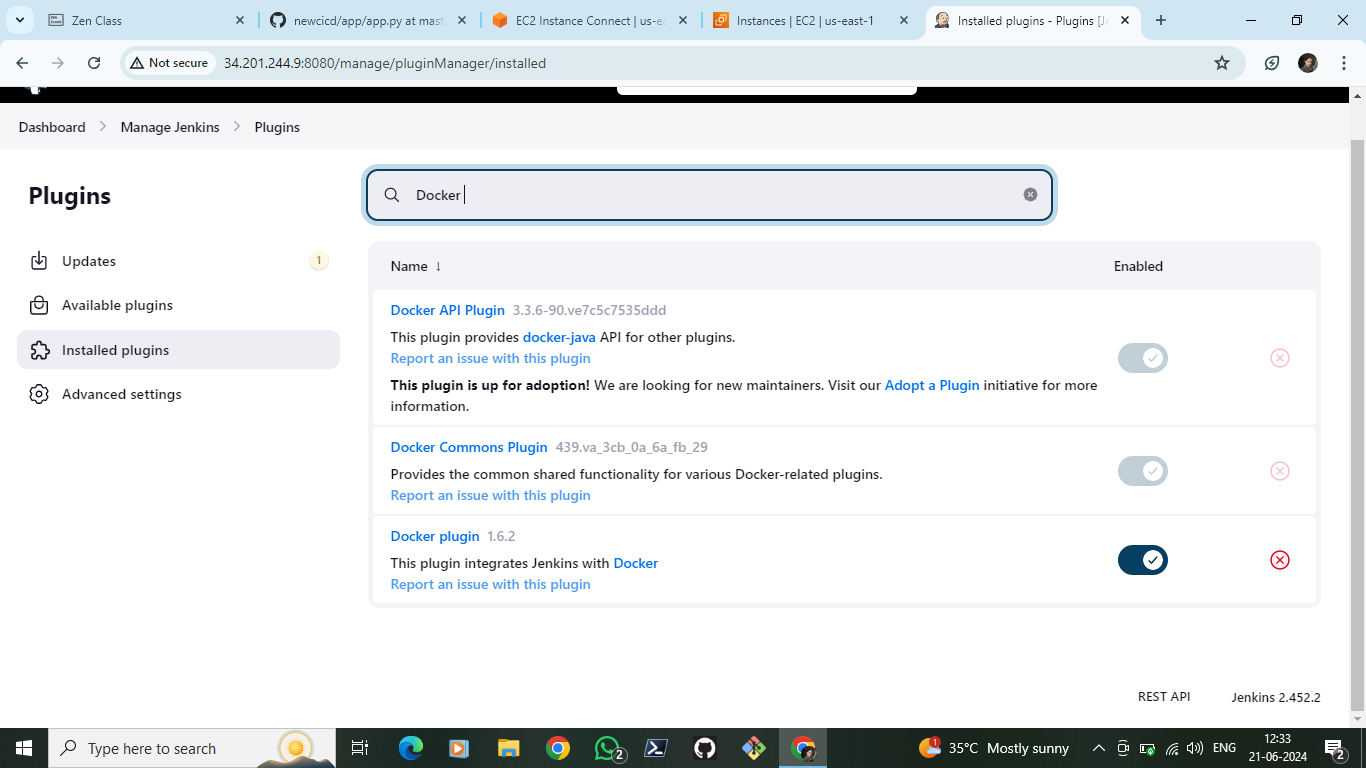 Zen Class
newcicd/app/app.py at mast
EC2 Instance Connect | us-ea
Instances | EC2 | us-east-1
Installed plugins - Plugins [Je
Not secure
34.201.244.9:8080/manage/pluginManager/installed
Dashboard
Manage Jenkins
Plugins
Plugins
Docker
Updates
1
Available plugins
Installed plugins
Advanced settings
Name ↓
Enabled
Docker API Plugin 3.3.6-90.ve7c5c7535ddd
This plugin provides docker-java API for other plugins.
Report an issue with this plugin
This plugin is up for adoption! We are looking for new maintainers. Visit our Adopt a Plugin initiative for more
information.
Docker Commons Plugin 439.va_3cb_0a_6a_fb_29
Provides the common shared functionality for various Docker-related plugins.
Report an issue with this plugin
Docker plugin 1.6.2
This plugin integrates Jenkins with Docker
Report an issue with this plugin
REST API
Jenkins 2.452.2
Type here to search
2
1
35°C Mostly sunny
ENG
12:33
21-06-2024
2